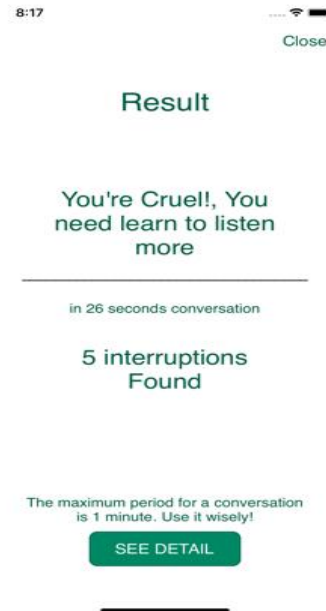 8:17
Close
Result
You're Cruel!, You
need learn to listen
more
in 26 seconds conversation
5 interruptions
Found
The maximum period for a conversation
is 1 minute. Use it wisely!
SEE DETAIL